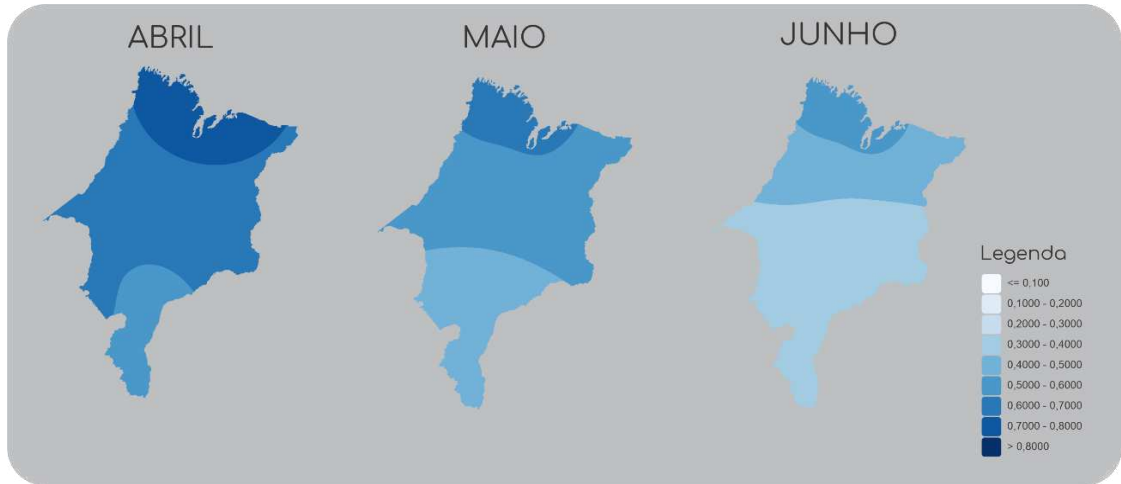 ABRIL
MAIO
JUNHO
Legenda
<= 0,100
0,1000 - 0,2000
0,2000 - 0,3000
0,3000 - 0,4000
0,4000 - 0,5000
0,5000 - 0,6000
0,6000 - 0,7000
0,7000 - 0,8000
> 0,8000